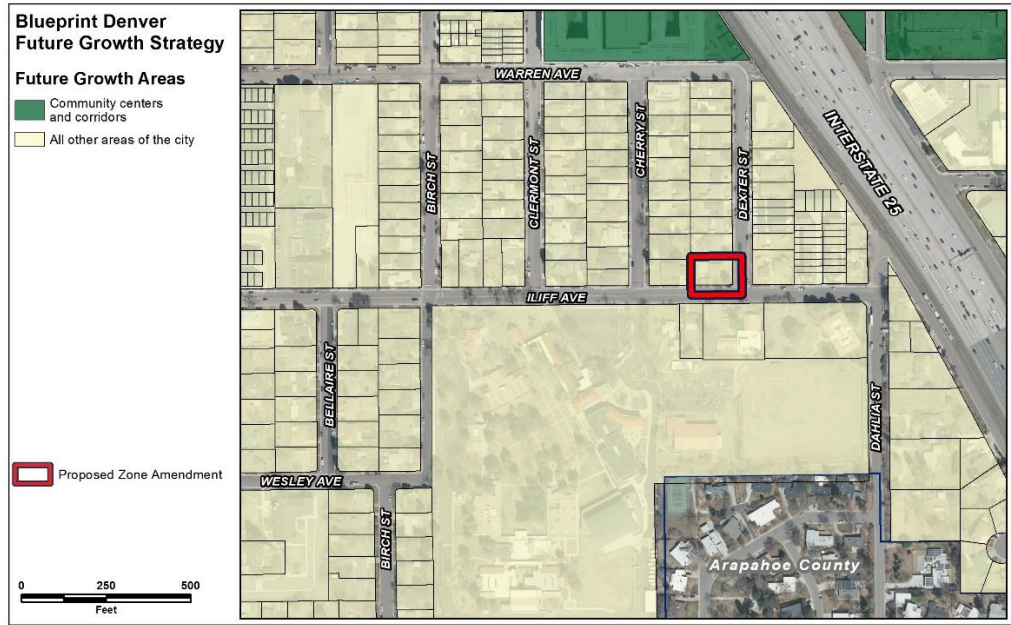 Blueprint Denver
Future Growth Strategy
Future Growth Areas
Community centers
and corridors
All other areas of the city
WARREN AVE
INTERSTATE 25
BIRCH ST
CLERMONT ST
CHERRY ST
DEXTER ST
ILIFF AVE
BELLAIRE ST
DAHLIA ST
Proposed Zone Amendment
WESLEY AVE
BIRCH ST
Arapahoe County
0 250 500
Feet